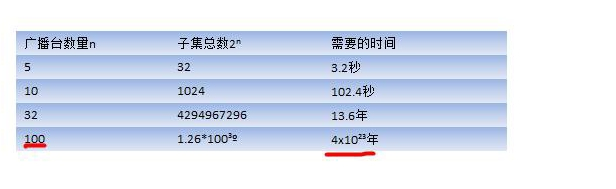 广播台数量n 子集总数2ⁿ 需要的时间
5 32 3.2秒
10 1024 102.4秒
32 4294967296 13.6年
100 1.26*100³º 4x10²³年